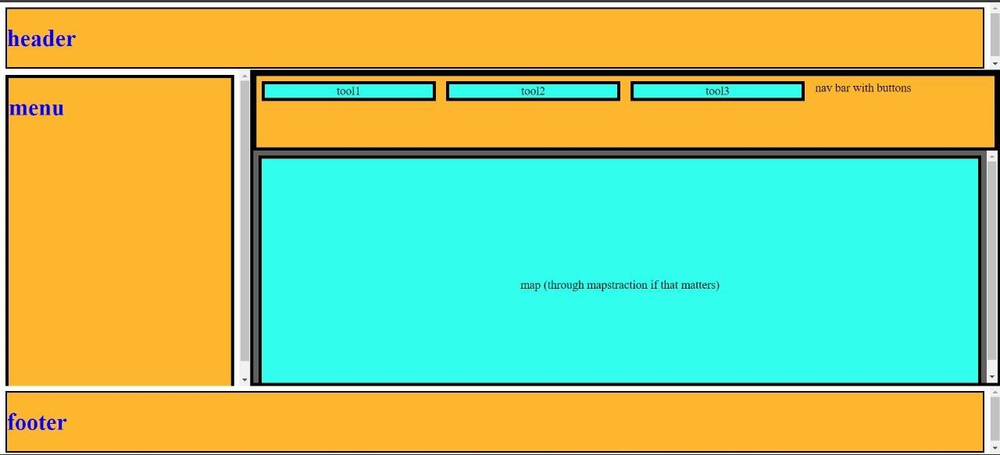 header
menu
tool1
tool2
tool3
nav bar with buttons
map (through mapstraction if that matters)
footer